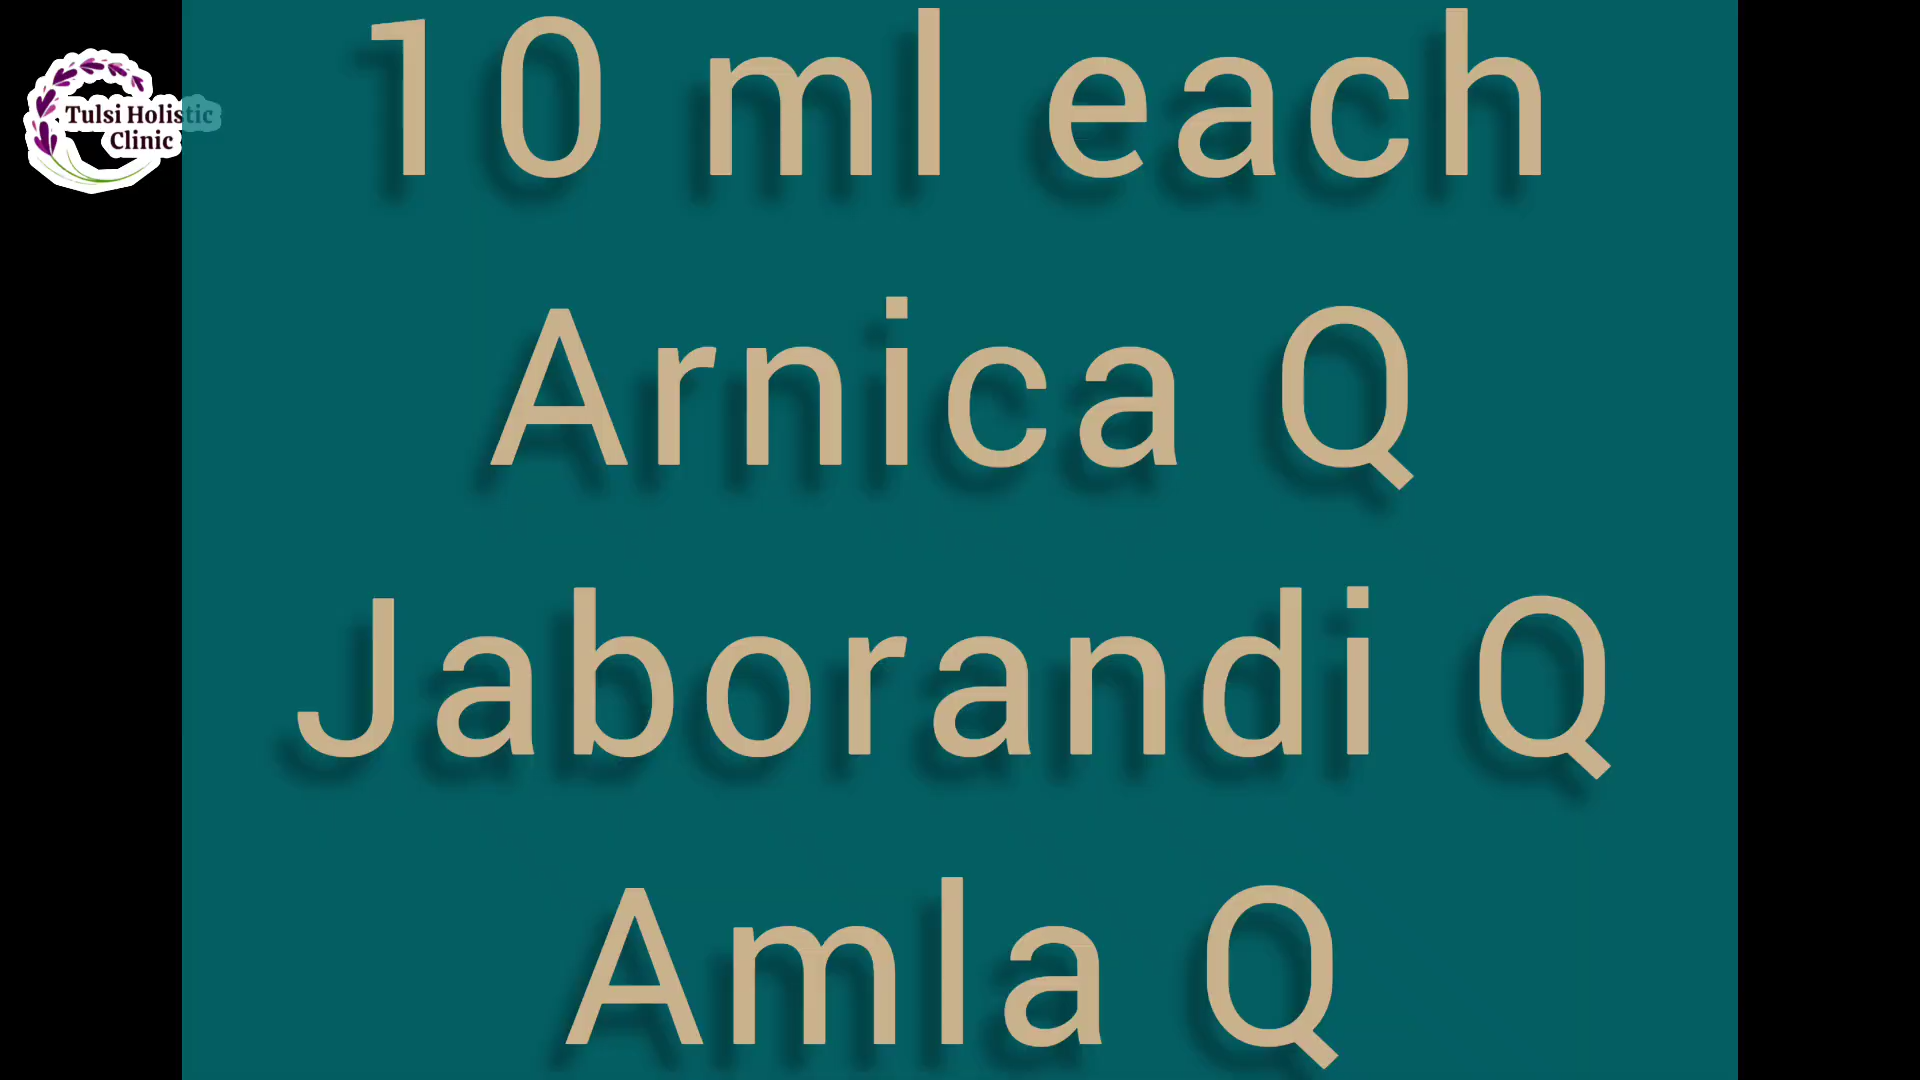 Tulsi Holistic
Clinic
10 ml each
Arnica Q
Jaborandi Q
Amla Q